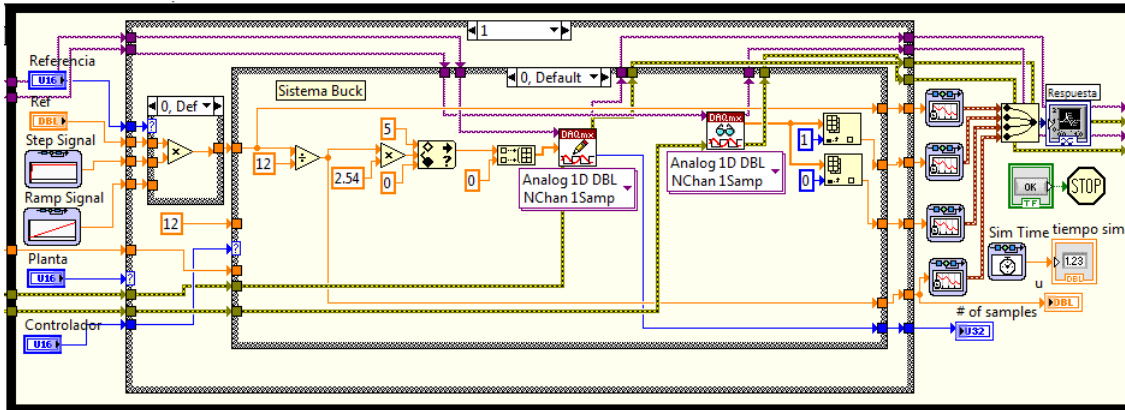 1
Referencia
U16
Ref
DBL
Step Signal
Ramp Signal
12
Planta
U16
Controlador
U16
0, Def
?
×
0, Default
Sistema Buck
12
÷
2.54
×
5
0
?
0
DAQmx
Analog 1D DBL
NChan 1Samp
DAQmx
Analog 1D DBL
NChan 1Samp
1
0
?
?
Respuesta
OK
TF
STOP
Sim Time
tiempo sim
1.23
DBL
u
DBL
# of samples
U32